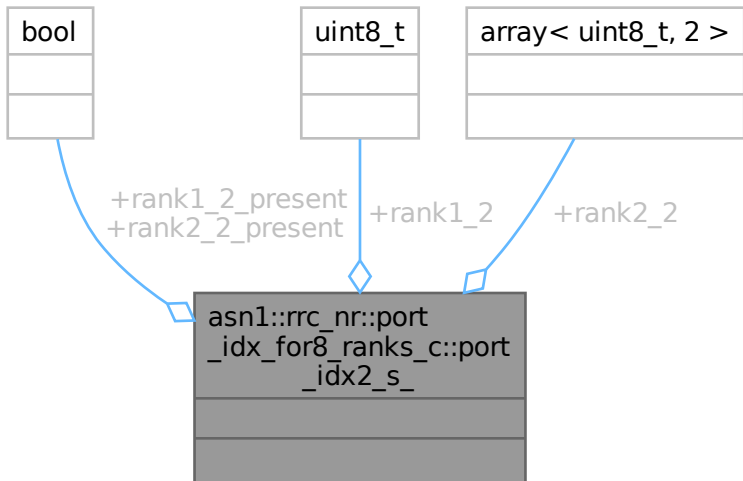 bool
uint8_t
array< uint8_t, 2 >
+rank1_2_present
+rank2_2_present
+rank1_2
+rank2_2
asn1::rrc_nr::port
_idx_for8_ranks_c::port
_idx2_s_